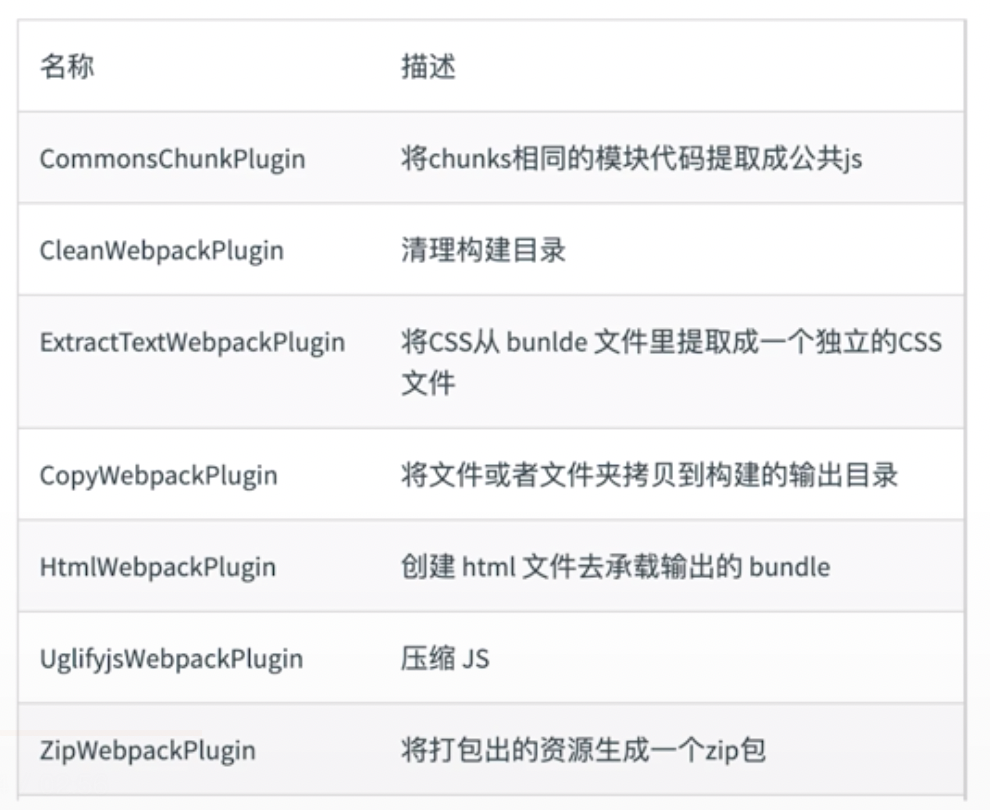 名称 描述
CommonsChunkPlugin 将chunks相同的模块代码提取成公共js
CleanWebpackPlugin 清理构建目录
ExtractTextWebpackPlugin 将CSS从 bunlde 文件里提取成一个独立的CSS
文件
CopyWebpackPlugin 将文件或者文件夹拷贝到构建的输出目录
HtmlWebpackPlugin 创建 html 文件去承载输出的 bundle
UglifyjsWebpackPlugin 压缩 JS
ZipWebpackPlugin 将打包出的资源生成一个zip包